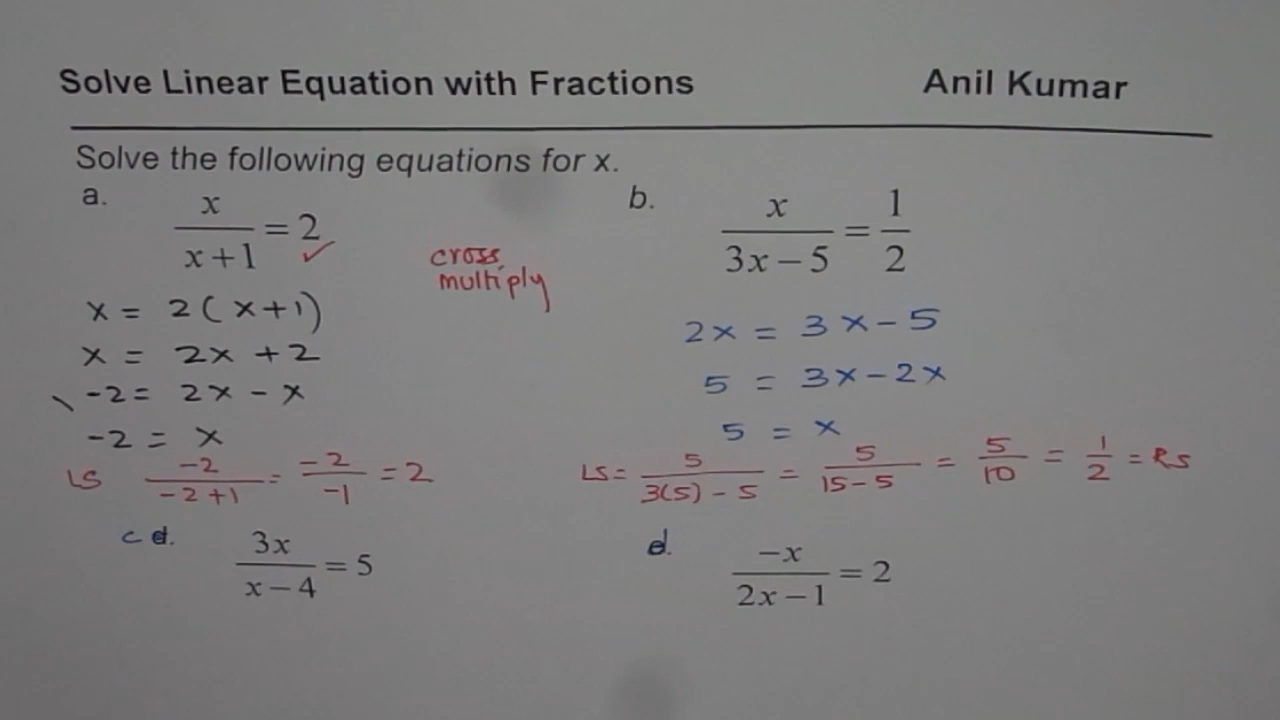 Solve Linear Equation with Fractions Anil Kumar
Solve the following equations for x.
a. x/(x+1) = 2 ✓
cross
multiply
x = 2(x+1)
x = 2x + 2
-2 = 2x - x
-2 = x
LS -2/(-2+1) = -2/-1 = 2
b. x/(3x-5) = 1/2
2x = 3x - 5
5 = 3x - 2x
5 = x
LS = 5/(3(5)-5) = 5/(15-5) = 5/10 = 1/2 = RS
c d. 3x/(x-4) = 5
d. -x/(2x-1) = 2